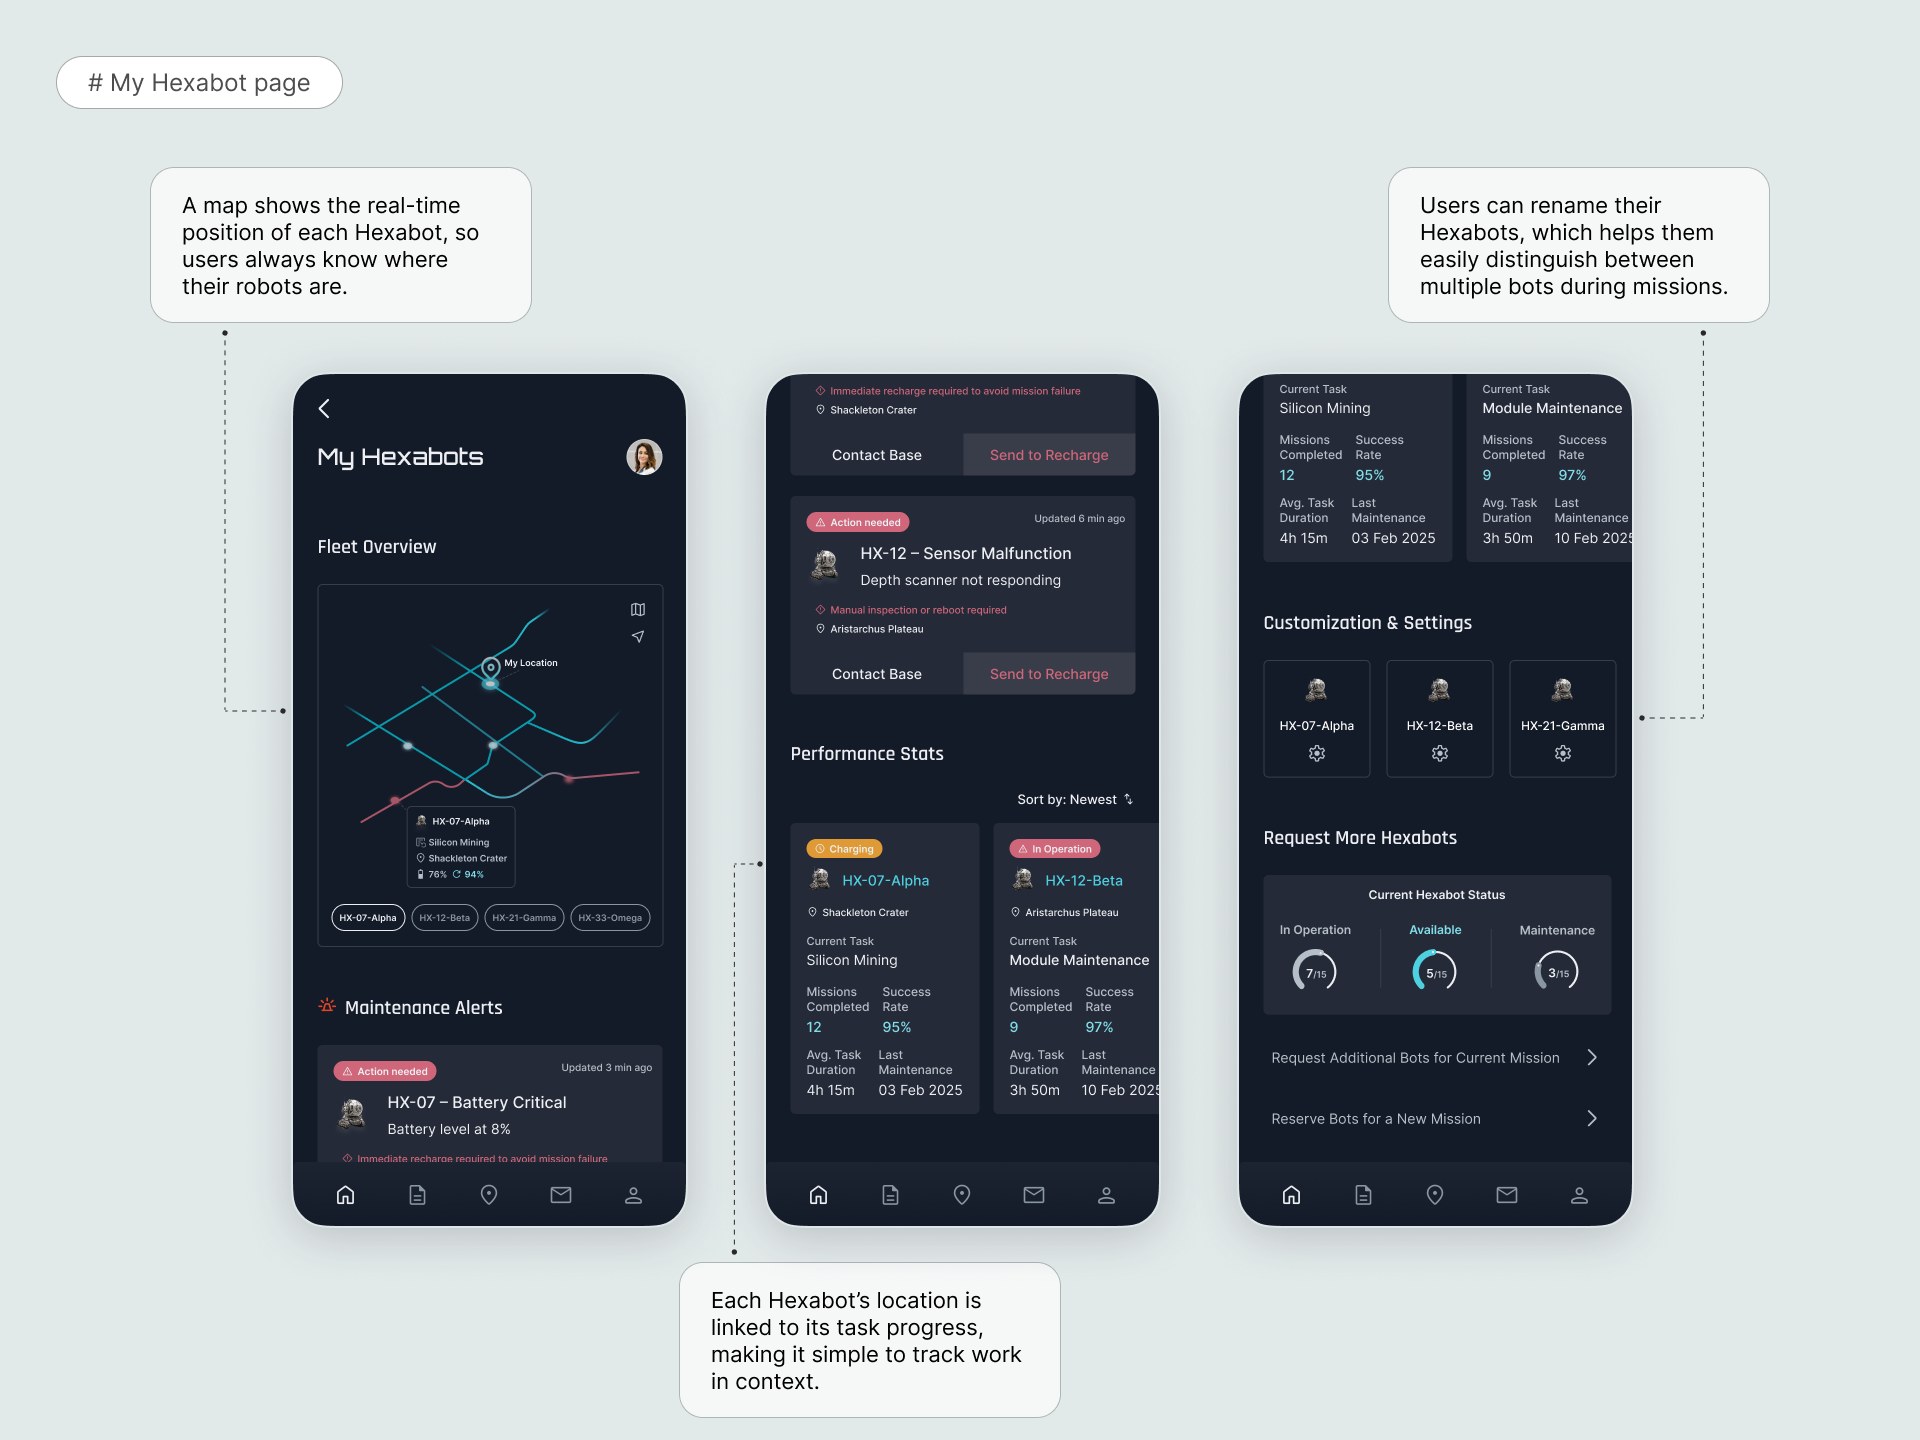 # My Hexabot page
A map shows the real-time
position of each Hexabot, so
users always know where
their robots are.
Users can rename their
Hexabots, which helps them
easily distinguish between
multiple bots during missions.
My Hexabots
Fleet Overview
My Location
HX-07-Alpha
Silicon Mining
Shackleton Crater
76% 94%
HX-07-Alpha HX-12-Beta HX-21-Gamma HX-33-Omega
Maintenance Alerts
Action needed Updated 3 min ago
HX-07 – Battery Critical
Battery level at 8%
Immediate recharge required to avoid mission failure
Immediate recharge required to avoid mission failure
Shackleton Crater
Contact Base Send to Recharge
Action needed Updated 6 min ago
HX-12 – Sensor Malfunction
Depth scanner not responding
Manual inspection or reboot required
Aristarchus Plateau
Contact Base Send to Recharge
Performance Stats
Sort by: Newest
Charging
HX-07-Alpha
Shackleton Crater
Current Task
Silicon Mining
Missions Success
Completed Rate
12 95%
Avg. Task Last
Duration Maintenance
4h 15m 03 Feb 2025
In Operation
HX-12-Beta
Aristarchus Plateau
Current Task
Module Maintenance
Missions Success
Completed Rate
9 97%
Avg. Task Last
Duration Maintenance
3h 50m 10 Feb 2025
Current Task
Silicon Mining
Missions Success
Completed Rate
12 95%
Avg. Task Last
Duration Maintenance
4h 15m 03 Feb 2025
Current Task
Module Maintenance
Missions Success
Completed Rate
9 97%
Avg. Task Last
Duration Maintenance
3h 50m 10 Feb 2025
Customization & Settings
HX-07-Alpha HX-12-Beta HX-21-Gamma
Request More Hexabots
Current Hexabot Status
In Operation Available Maintenance
7/15 5/15 3/15
Request Additional Bots for Current Mission
Reserve Bots for a New Mission
Each Hexabot’s location is
linked to its task progress,
making it simple to track work
in context.